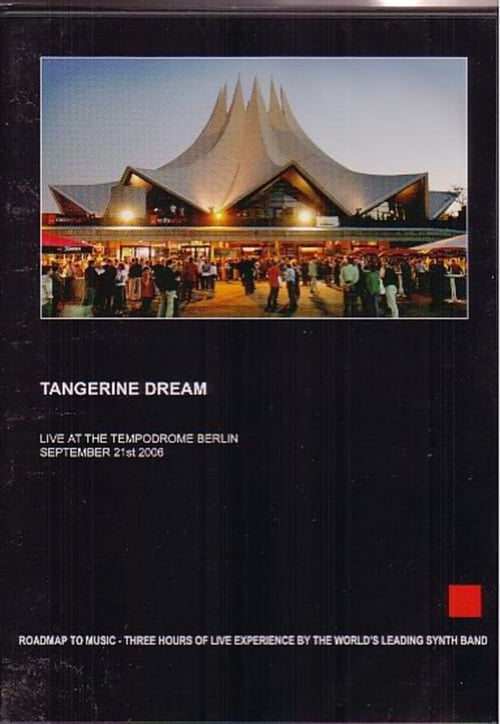 TANGERINE DREAM
LIVE AT THE TEMPODROME BERLIN
SEPTEMBER 21st 2006
ROADMAP TO MUSIC - THREE HOURS OF LIVE EXPERIENCE BY THE WORLD'S LEADING SYNTH BAND